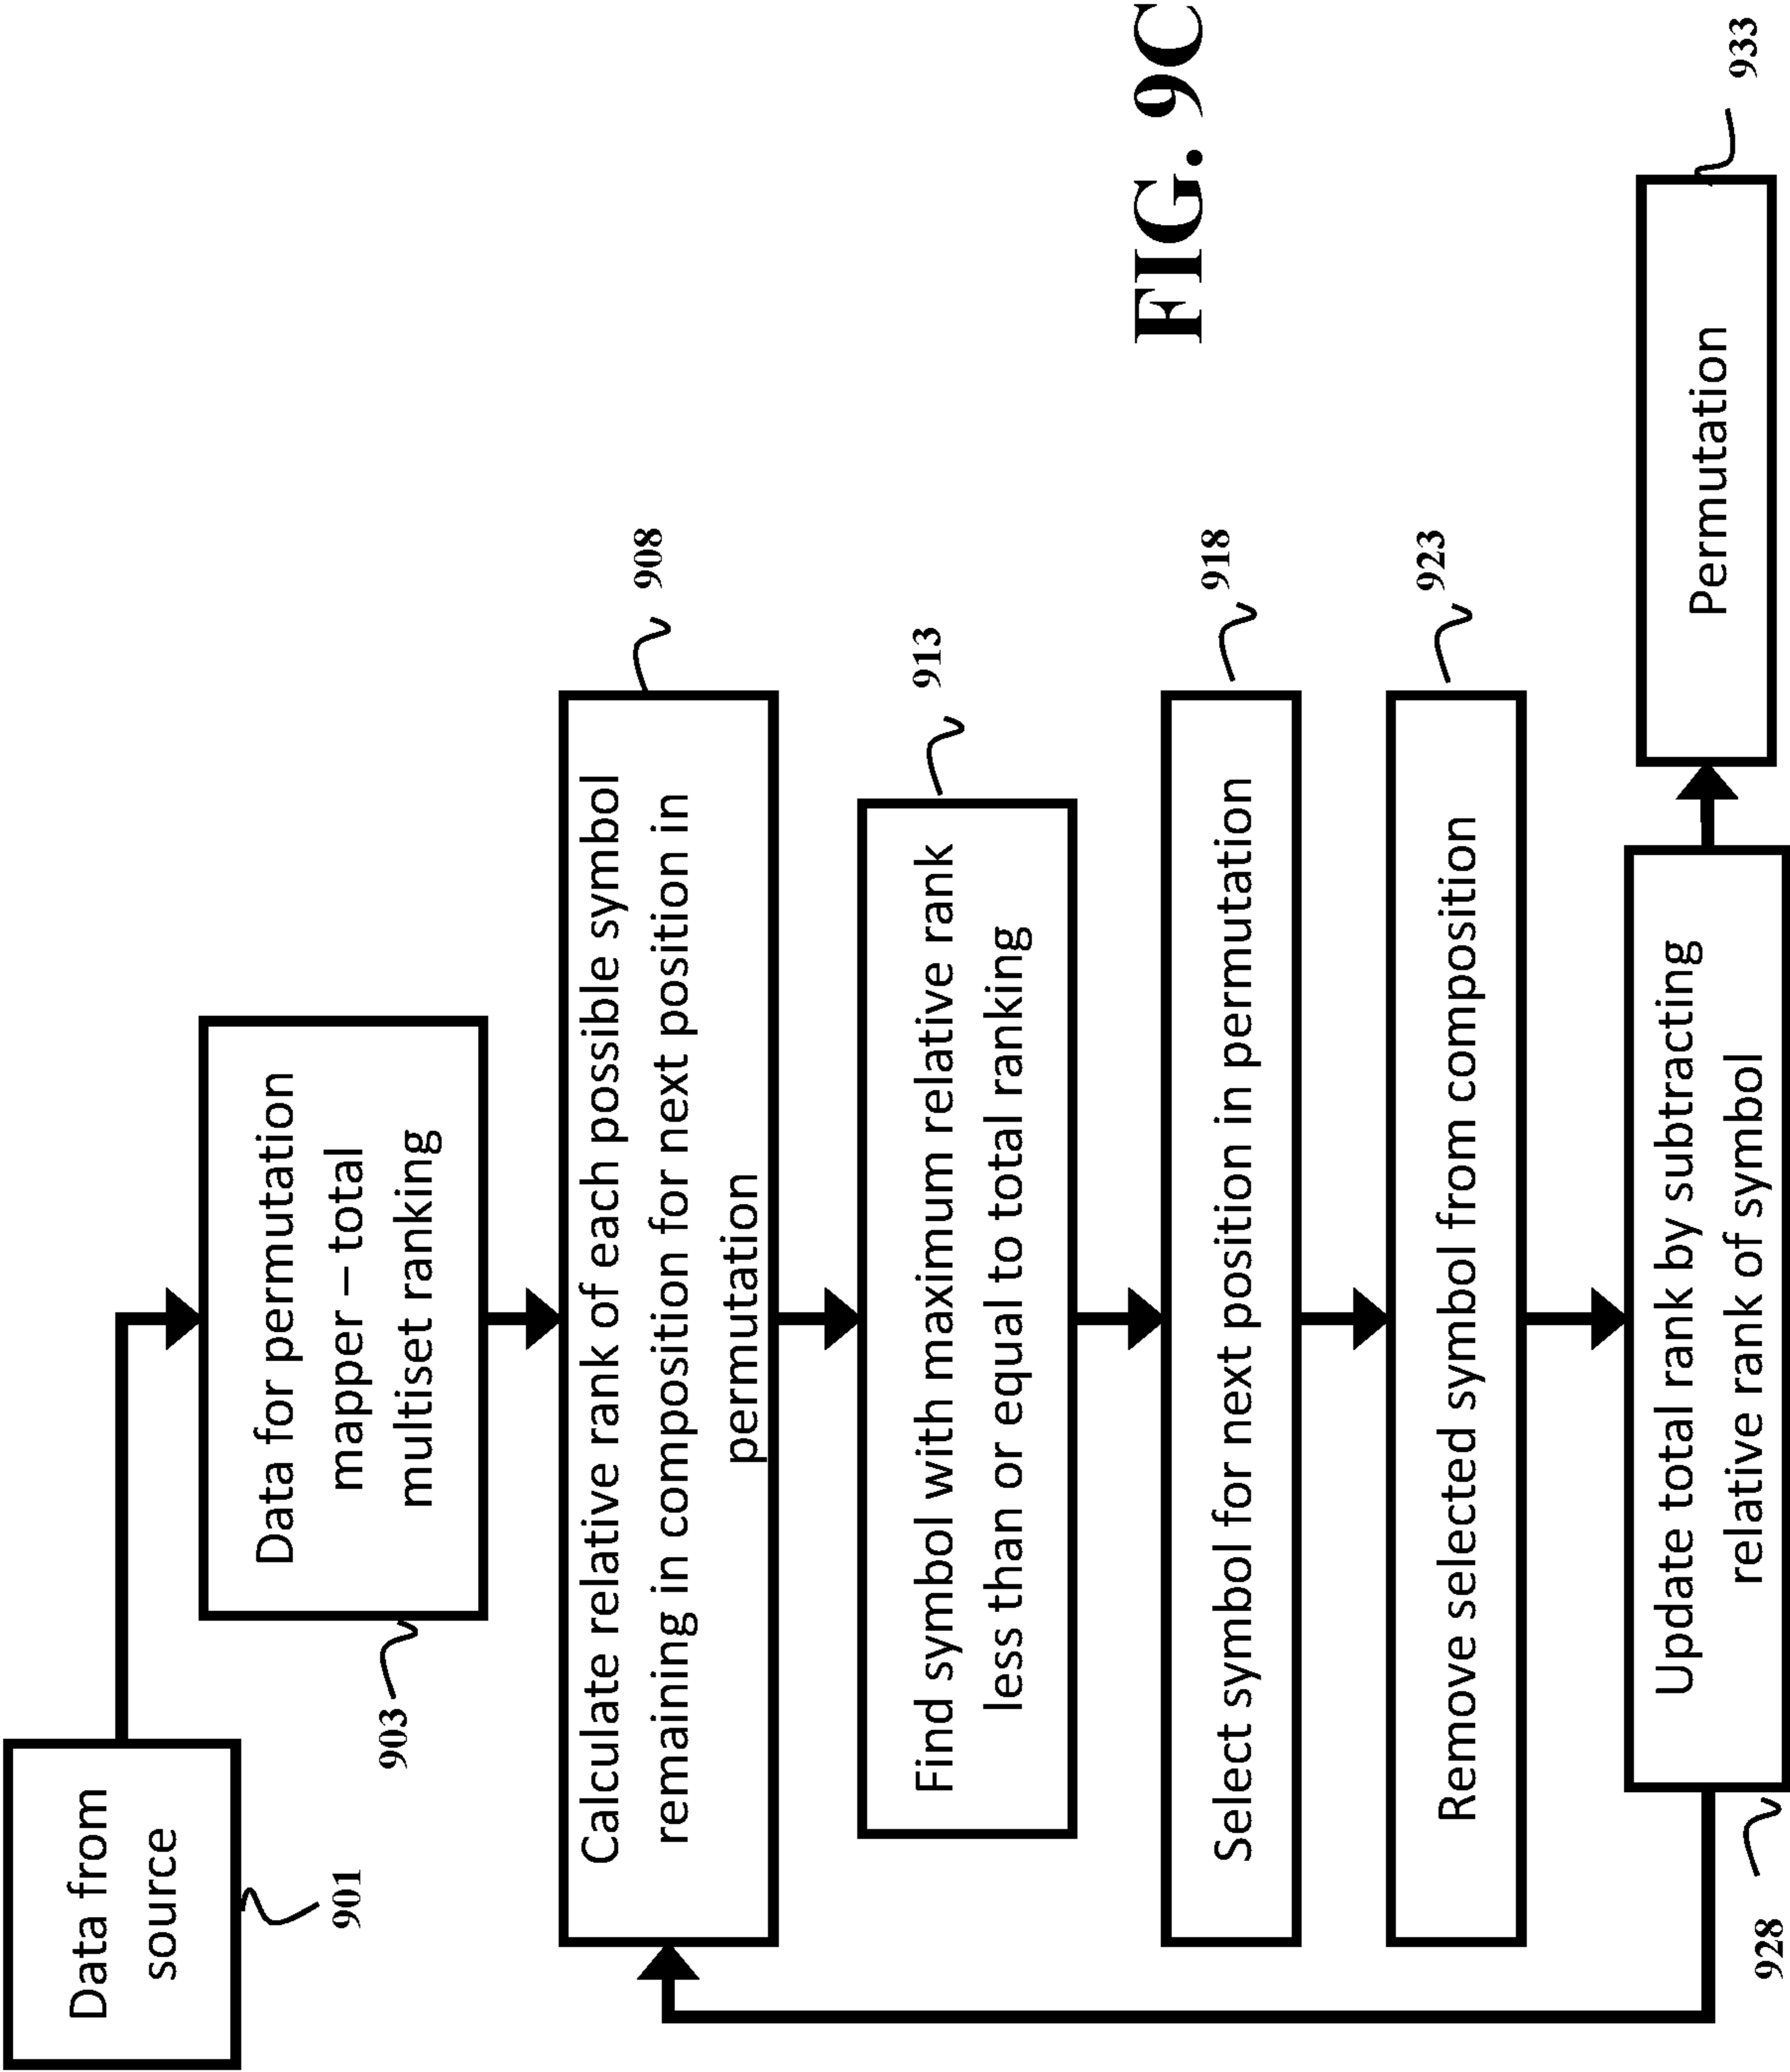 Data from
source
901
Data for permutation
mapper – total
multiset ranking
903
Calculate relative rank of each possible symbol
remaining in composition for next position in
permutation
908
Find symbol with maximum relative rank
less than or equal to total ranking
913
Select symbol for next position in permutation
918
Remove selected symbol from composition
923
Update total rank by subtracting
relative rank of symbol
928
Permutation
933
FIG. 9C